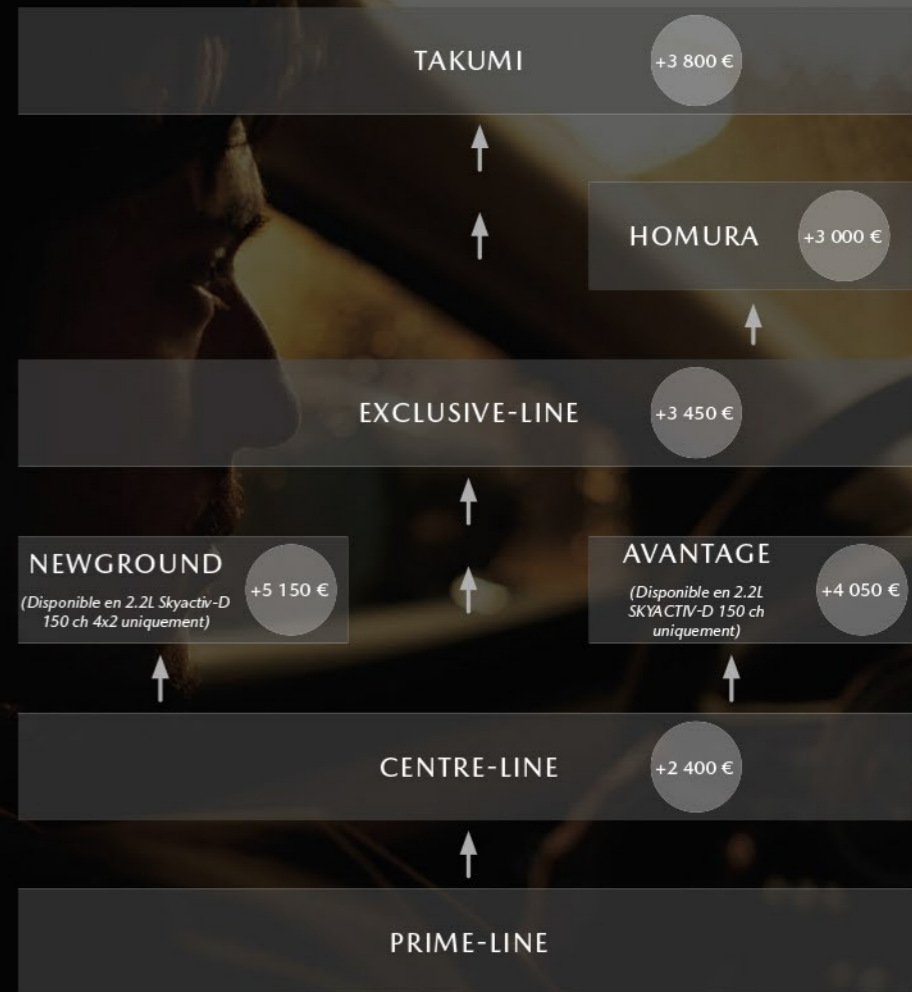 TAKUMI
+3 800 €
HOMURA
+3 000 €
EXCLUSIVE-LINE
+3 450 €
NEWGROUND
(Disponible en 2.2L Skyactiv-D
150 ch 4x2 uniquement)
+5 150 €
AVANTAGE
(Disponible en 2.2L
SKYACTIV-D 150 ch
uniquement)
+4 050 €
CENTRE-LINE
+2 400 €
PRIME-LINE